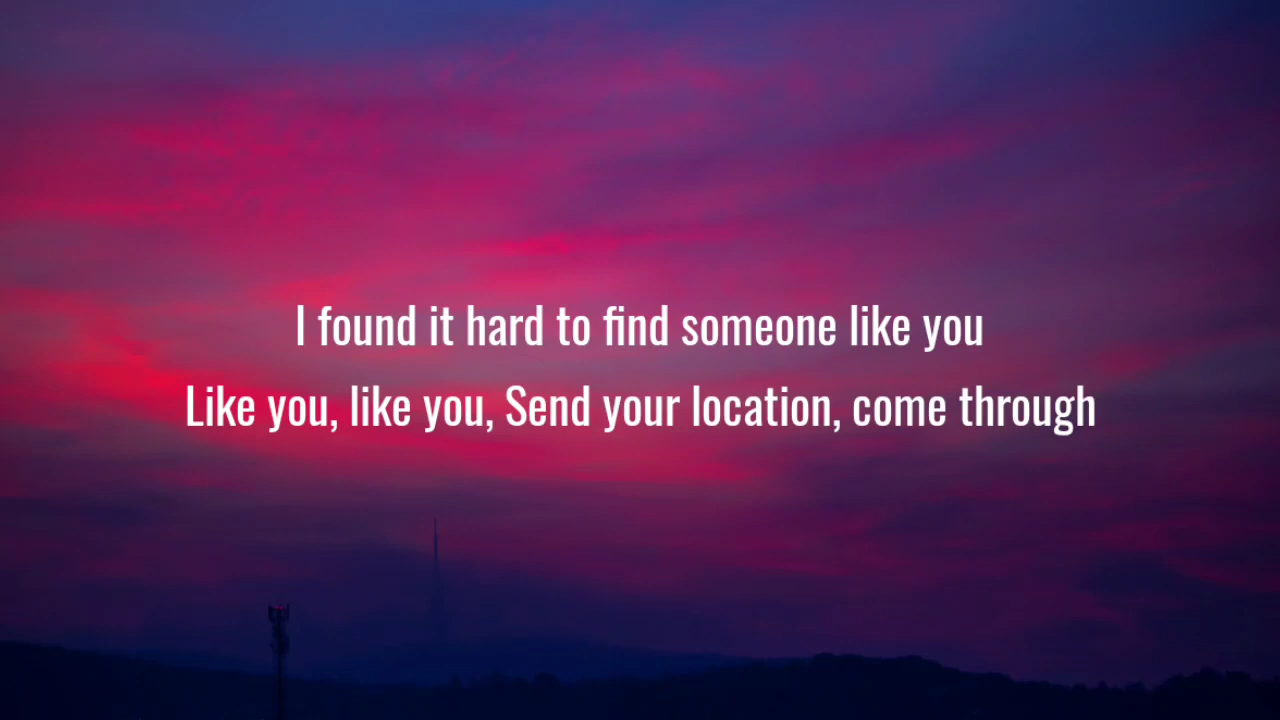 I found it hard to find someone like you
Like you, like you, Send your location, come through